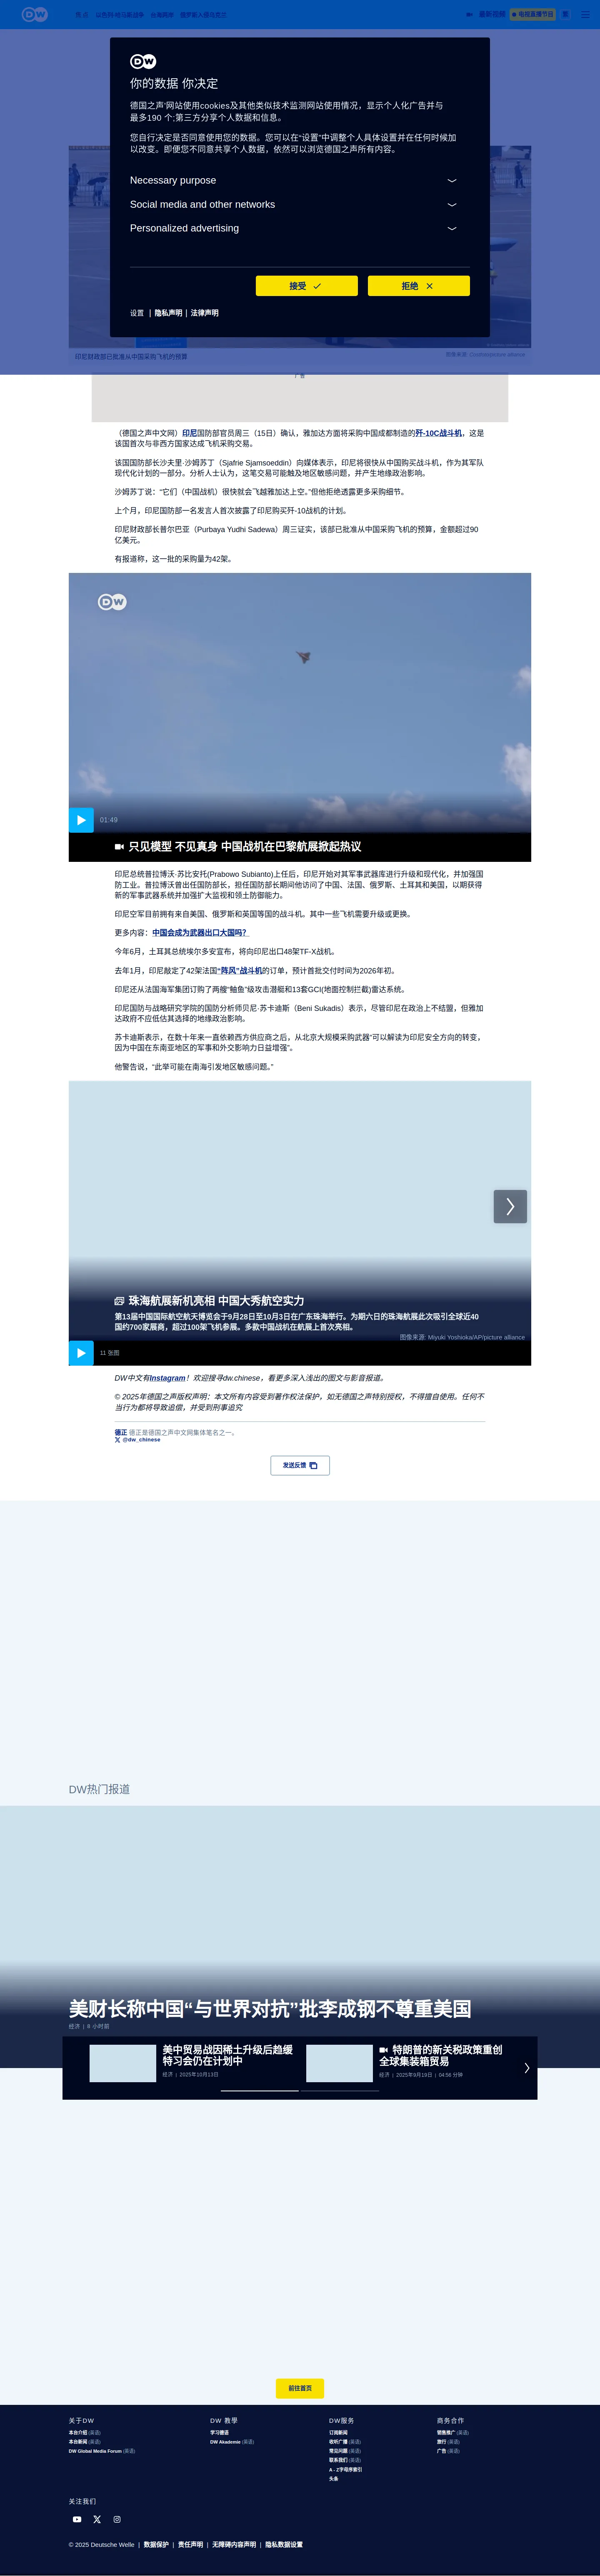 DW
最新视频
电视直播节目
繁
DW
你的数据 你决定
德国之声"网站使用cookies及其他类似技术监测网站使用情况，显示个人化广告并与
最多190 个;第三方分享个人数据和信息。
您自行决定是否同意使用您的数据。您可以在"设置"中调整个人具体设置并在任何时候加
以改变。即便您不同意共享个人数据，依然可以浏览德国之声所有内容。
Necessary purpose
Social media and other networks
Personalized advertising
接受
拒绝
设置 | 隐私声明 | 法律声明
印尼财政部已批准从中国采购飞机的预算
广告
（德国之声中文网）印尼国防部官员周三（15日）确认，雅加达方面将采购中国成都制造的歼-10C战斗机，这是
该国首次与非西方国家达成飞机采购交易。
该国国防部长沙夫里·沙姆苏丁（Sjafrie Sjamsoeddin）向媒体表示，印尼将很快从中国购买战斗机，作为其军队
现代化计划的一部分。分析人士认为，这笔交易可能触及地区敏感问题，并产生地缘政治影响。
沙姆苏丁说："它们（中国战机）很快就会飞越雅加达上空。"但他拒绝透露更多采购细节。
上个月，印尼国防部一名发言人首次披露了印尼购买歼-10战机的计划。
印尼财政部长普尔巴亚（Purbaya Yudhi Sadewa）周三证实，该部已批准从中国采购飞机的预算，金额超过90
亿美元。
有报道称，这一批的采购量为42架。
DW
01:49
只见模型 不见真身 中国战机在巴黎航展掀起热议
印尼总统普拉博沃·苏比安托(Prabowo Subianto)上任后，印尼开始对其军事武器库进行升级和现代化，并加强国
防工业。普拉博沃曾出任国防部长，担任国防部长期间他访问了中国、法国、俄罗斯、土耳其和美国，以期获得
新的军事武器系统并加强扩大监视和领土防御能力。
印尼空军目前拥有来自美国、俄罗斯和英国等国的战斗机。其中一些飞机需要升级或更换。
更多内容：中国会成为武器出口大国吗？
今年6月，土耳其总统埃尔多安宣布，将向印尼出口48架TF-X战机。
去年1月，印尼敲定了42架法国"阵风"战斗机的订单，预计首批交付时间为2026年初。
印尼还从法国海军集团订购了两艘"鲉鱼"级攻击潜艇和13套GCI(地面控制拦截)雷达系统。
印尼国防与战略研究学院的国防分析师贝尼·苏卡迪斯（Beni Sukadis）表示，尽管印尼在政治上不结盟，但雅加
达政府不应低估其选择的地缘政治影响。
苏卡迪斯表示，在数十年来一直依赖西方供应商之后，从北京大规模采购武器"可以解读为印尼安全方向的转变，
因为中国在东南亚地区的军事和外交影响力日益增强"。
他警告说，"此举可能在南海引发地区敏感问题。"
珠海航展新机亮相 中国大秀航空实力
第13届中国国际航空航天博览会于9月28日至10月3日在广东珠海举行。为期六日的珠海航展此次吸引全球近40
国约700家展商，超过100架飞机参展。多款中国战机在航展上首次亮相。
图像来源: Miyuki Yoshioka/AP/picture alliance
11 张图
DW中文有Instagram！欢迎搜寻dw.chinese，看更多深入浅出的图文与影音报道。
© 2025年德国之声版权声明：本文所有内容受到著作权法保护，如无德国之声特别授权，不得擅自使用。任何不
当行为都将导致追偿，并受到刑事追究
德正 德正是德国之声中文网集体笔名之一。
@dw_chinese
发送反馈
DW热门报道
美财长称中国"与世界对抗"批李成钢不尊重美国
经济 | 8 小时前
美中贸易战因稀土升级后趋缓
特习会仍在计划中
经济 | 2025年10月13日
特朗普的新关税政策重创
全球集装箱贸易
经济 | 2025年9月18日 | 04:56 分钟
前往首页
关于DW
本台介绍 (英语)
本台新闻 (英语)
DW Global Media Forum (英语)
DW 教學
学习德语
DW Akademie (英语)
DW服务
订阅新闻
收听广播 (英语)
常见问题 (英语)
联系我们 (英语)
A - Z字母序索引
头条
商务合作
销售推广 (英语)
旅行 (英语)
广告 (英语)
关注我们
© 2025 Deutsche Welle | 数据保护 | 责任声明 | 无障碍内容声明 | 隐私数据设置